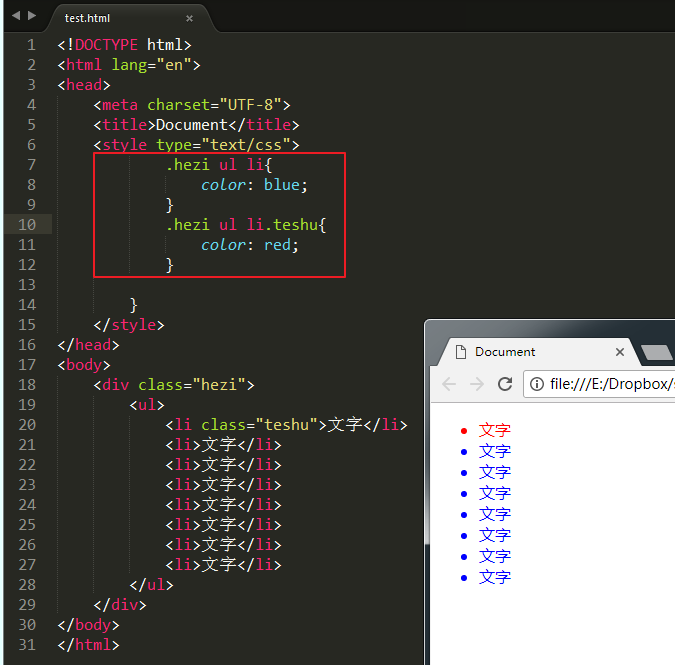 test.html ×
1 <!DOCTYPE html>
2 <html lang="en">
3 <head>
4 <meta charset="UTF-8">
5 <title>Document</title>
6 <style type="text/css">
7 .hezi ul li{
8 color: blue;
9 }
10 .hezi ul li.teshu{
11 color: red;
12 }
13
14 }
15 </style>
16 </head>
17 <body>
18 <div class="hezi">
19 <ul>
20 <li class="teshu">文字</li>
21 <li>文字</li>
22 <li>文字</li>
23 <li>文字</li>
24 <li>文字</li>
25 <li>文字</li>
26 <li>文字</li>
27 <li>文字</li>
28 </ul>
29 </div>
30 </body>
31 </html>
Document ×
file:///E:/Dropbox/
文字
文字
文字
文字
文字
文字
文字
文字